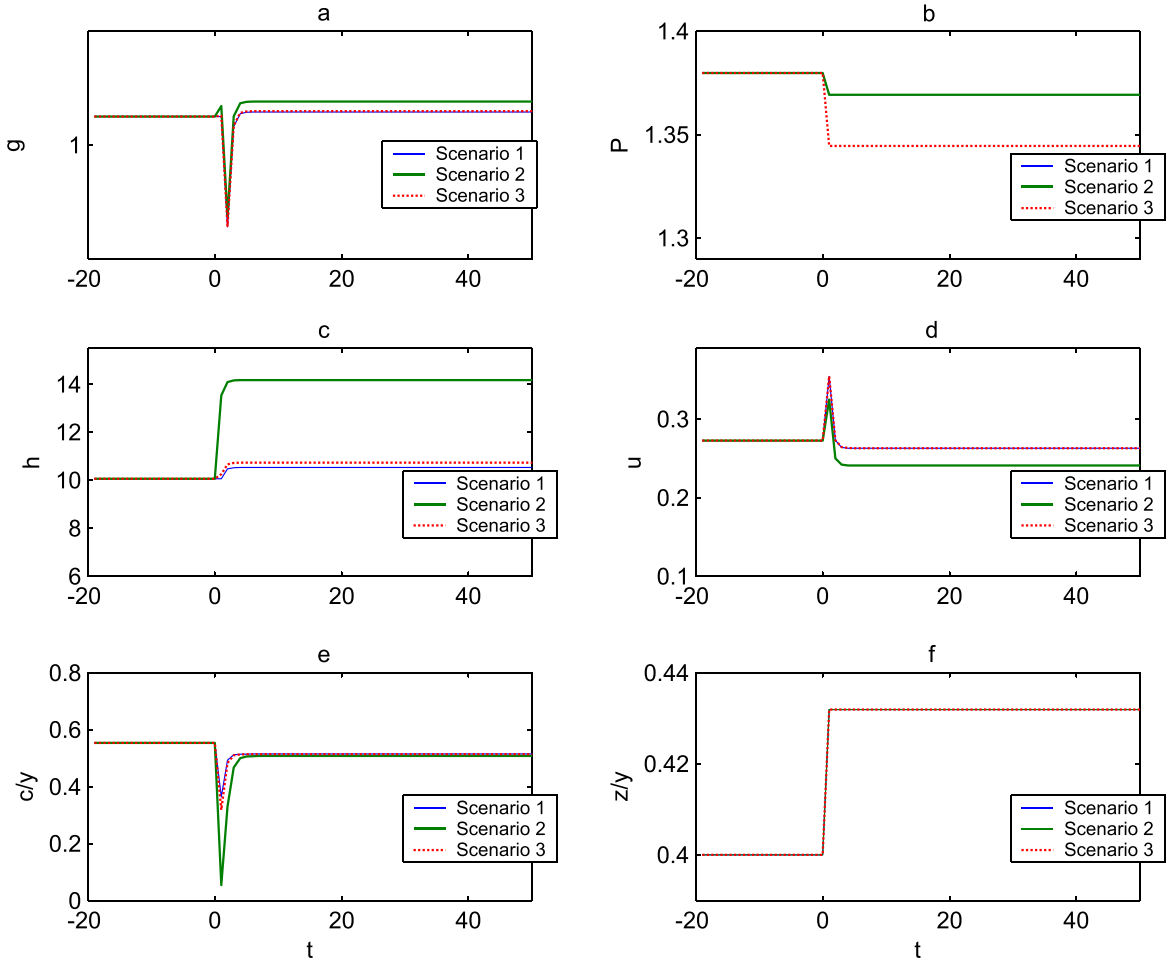 a
g
1
Scenario 1
Scenario 2
Scenario 3
-20 0 20 40
b
P
1.4
1.35
1.3
Scenario 1
Scenario 2
Scenario 3
-20 0 20 40
c
h
14
12
10
8
6
Scenario 1
Scenario 2
Scenario 3
-20 0 20 40
d
u
0.3
0.2
0.1
Scenario 1
Scenario 2
Scenario 3
-20 0 20 40
e
c/y
0.8
0.6
0.4
0.2
0
Scenario 1
Scenario 2
Scenario 3
-20 0 20 40
t
f
z/y
0.44
0.42
0.4
Scenario 1
Scenario 2
Scenario 3
-20 0 20 40
t